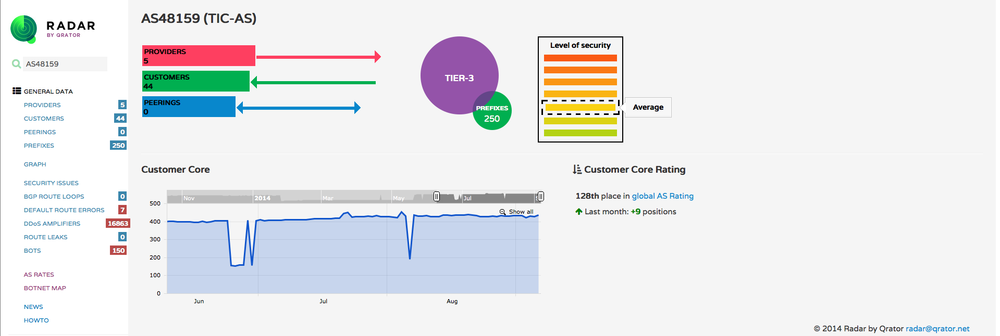 RADAR
BY QRATOR
AS48159
GENERAL DATA
PROVIDERS 5
CUSTOMERS 44
PEERINGS 0
PREFIXES 250
GRAPH
SECURITY ISSUES
BGP ROUTE LOOPS 0
DEFAULT ROUTE ERRORS 7
DDoS AMPLIFIERS 16863
ROUTE LEAKS 0
BOTS 150
AS RATES
BOTNET MAP
NEWS
HOWTO
AS48159 (TIC-AS)
PROVIDERS
5
CUSTOMERS
44
PEERINGS
0
TIER-3
PREFIXES
250
Level of security
Average
Customer Core
Nov 2014 Mar May Jul
Show all
500
400
300
200
100
0
Jun Jul Aug
Customer Core Rating
128th place in global AS Rating
Last month: +9 positions
© 2014 Radar by Qrator radar@qrator.net